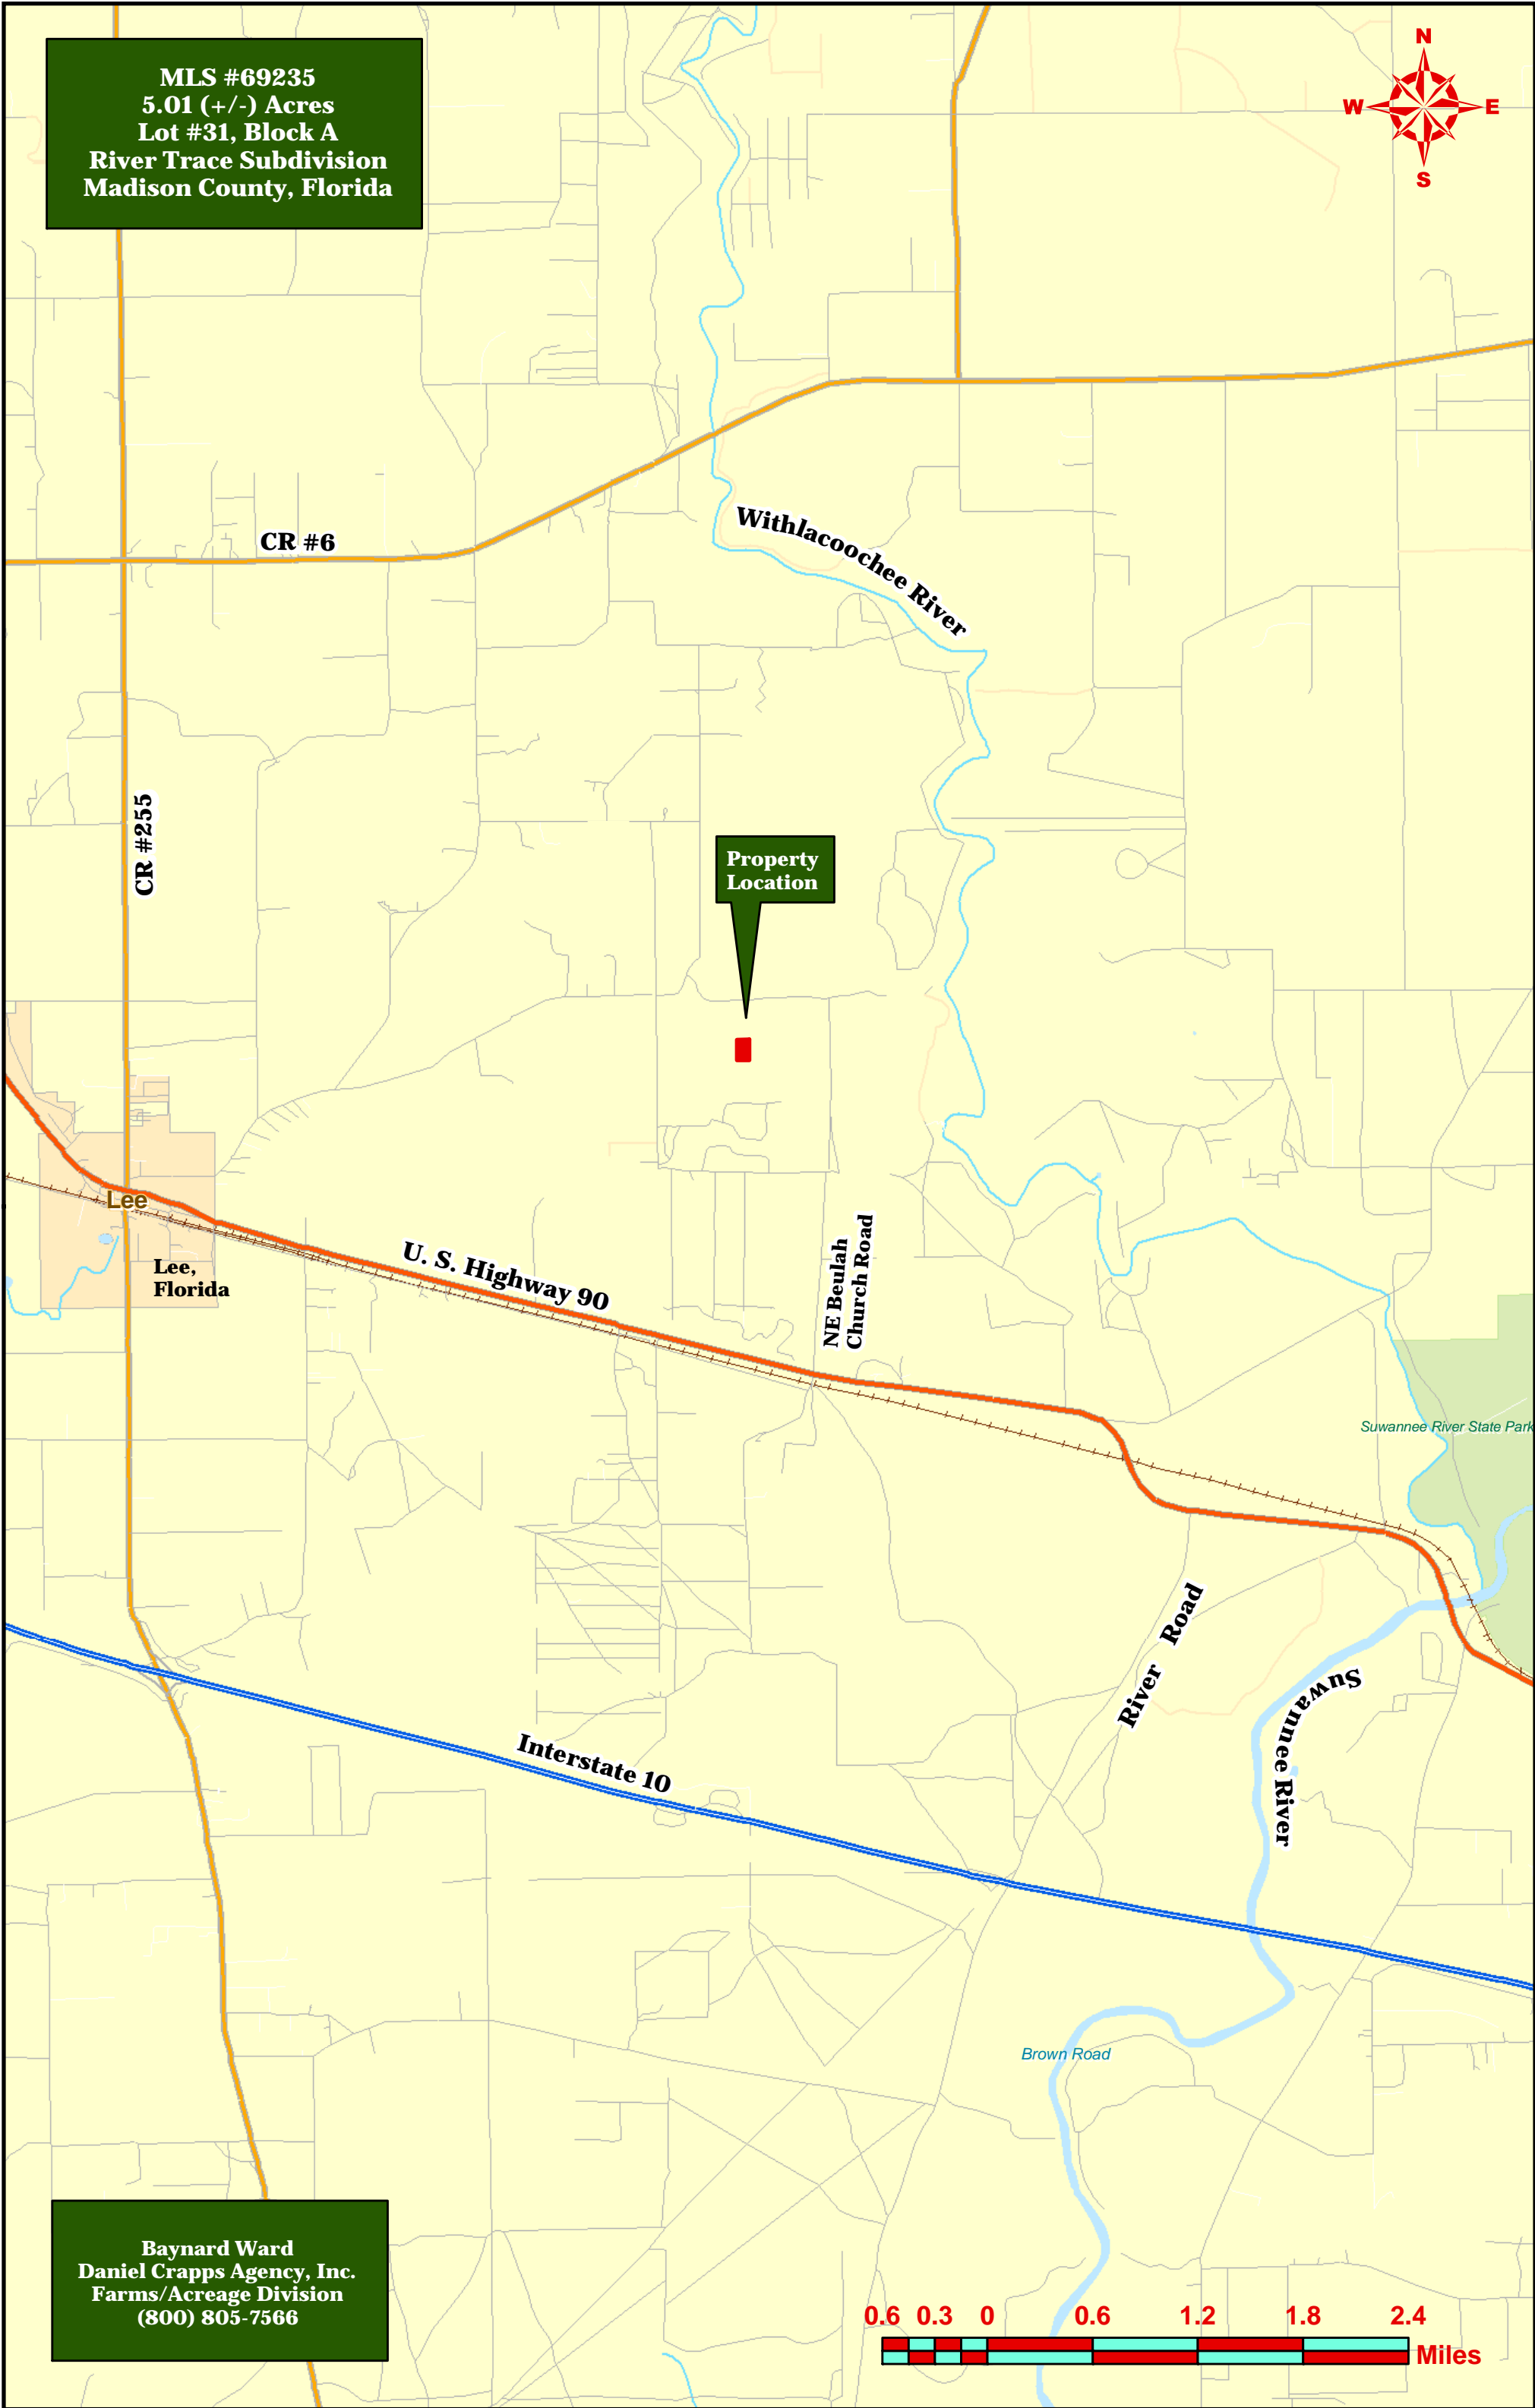 MLS #69235
5.01 (+/-) Acres
Lot #31, Block A
River Trace Subdivision
Madison County, Florida
N
W
E
S
CR #6
Withlacoochee River
CR #255
Property
Location
Lee
Lee,
Florida
U. S. Highway 90
NE Beulah
Church Road
Suwannee River State Park
River Road
Suwannee River
Interstate 10
Brown Road
Baynard Ward
Daniel Crapps Agency, Inc.
Farms/Acreage Division
(800) 805-7566
0.6 0.3 0 0.6 1.2 1.8 2.4
Miles